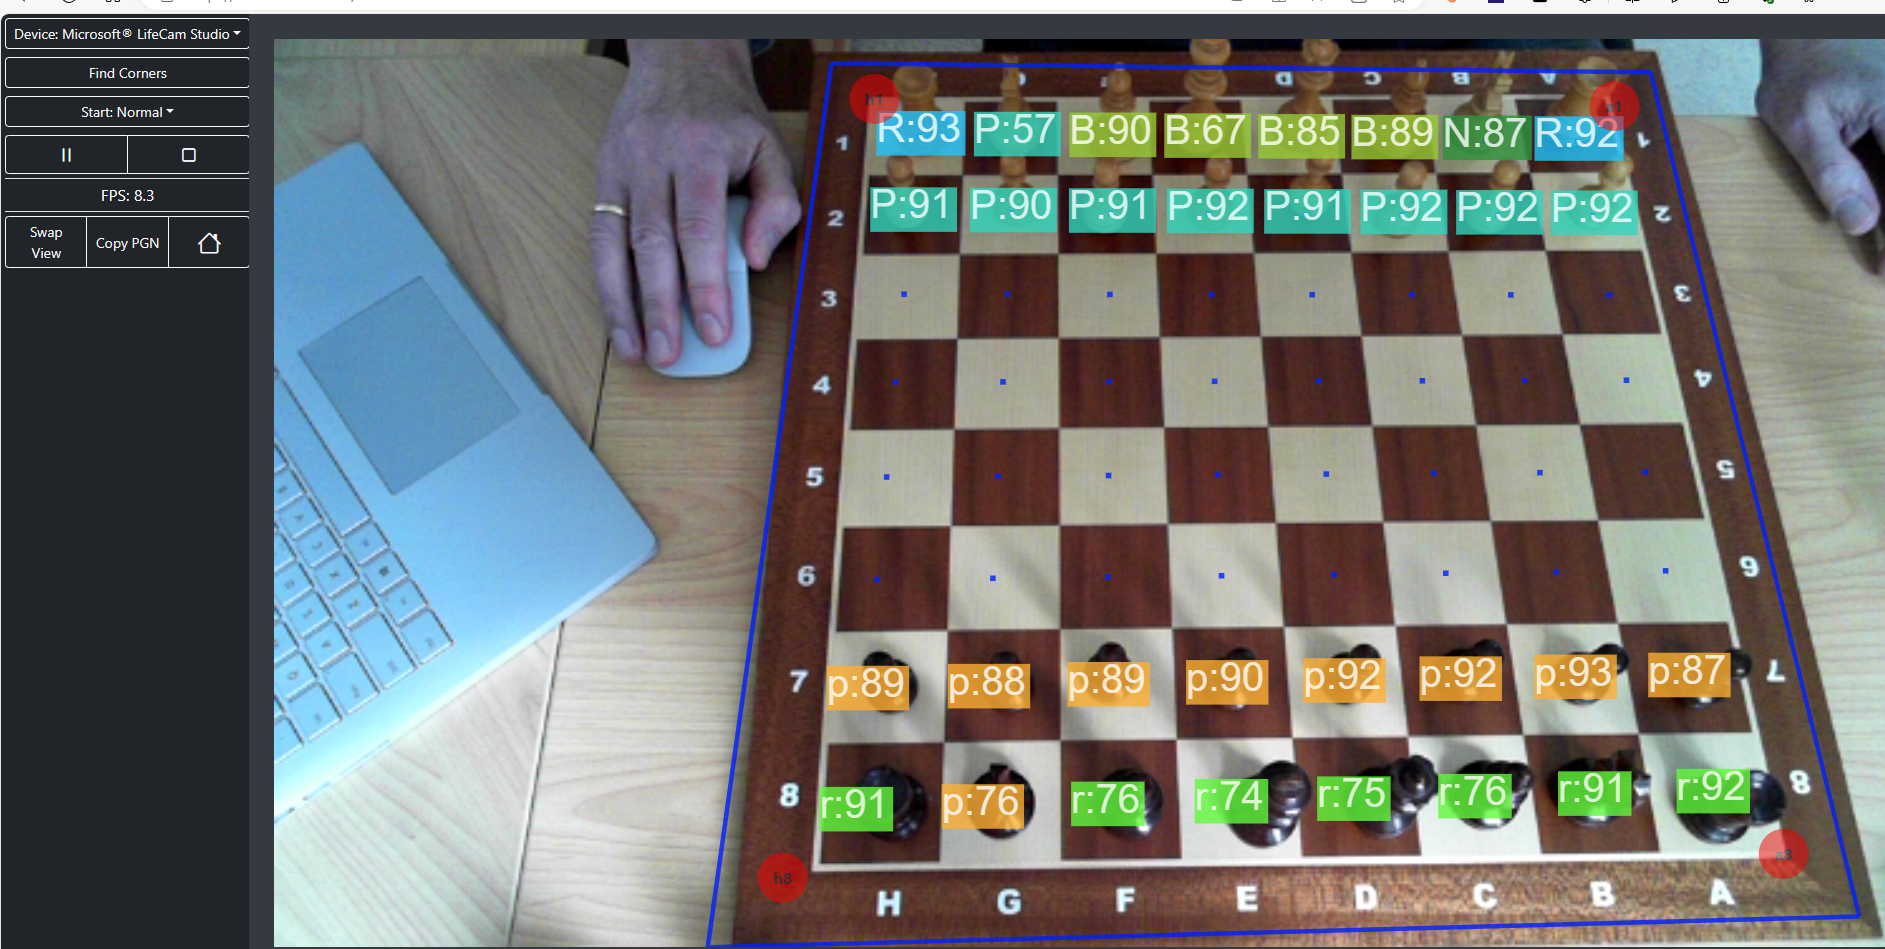 Device: Microsoft® LifeCam Studio
Find Corners
Start: Normal
FPS: 8.3
Swap View
Copy PGN
h1
a1
G
F
D
C
B
A
1
R:93 P:57 B:90 B:67 B:85 B:89 N:87 R:92
1
2
P:91 P:90 P:91 P:92 P:91 P:92 P:92 P:92
2
3
3
4
4
5
5
6
6
7
p:89 p:88 p:89 p:90 p:92 p:92 p:93 p:87
7
8
r:91 p:76 r:76 r:74 r:75 r:76 r:91 r:92
8
h8
a8
H G F E D C B A